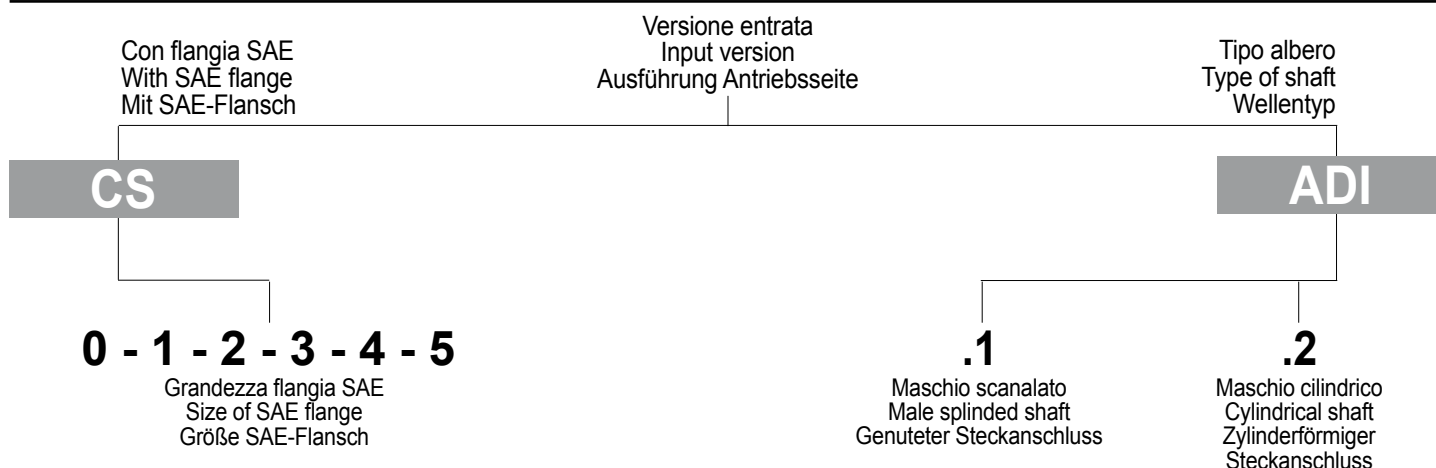 Versione entrata
Input version
Ausführung Antriebsseite
Con flangia SAE
With SAE flange
Mit SAE-Flansch
Tipo albero
Type of shaft
Wellentyp
CS
ADI
0 - 1 - 2 - 3 - 4 - 5
Grandezza flangia SAE
Size of SAE flange
Größe SAE-Flansch
.1
Maschio scanalato
Male splinded shaft
Genuteter Steckanschluss
.2
Maschio cilindrico
Cylindrical shaft
Zylinderförmiger
Steckanschluss